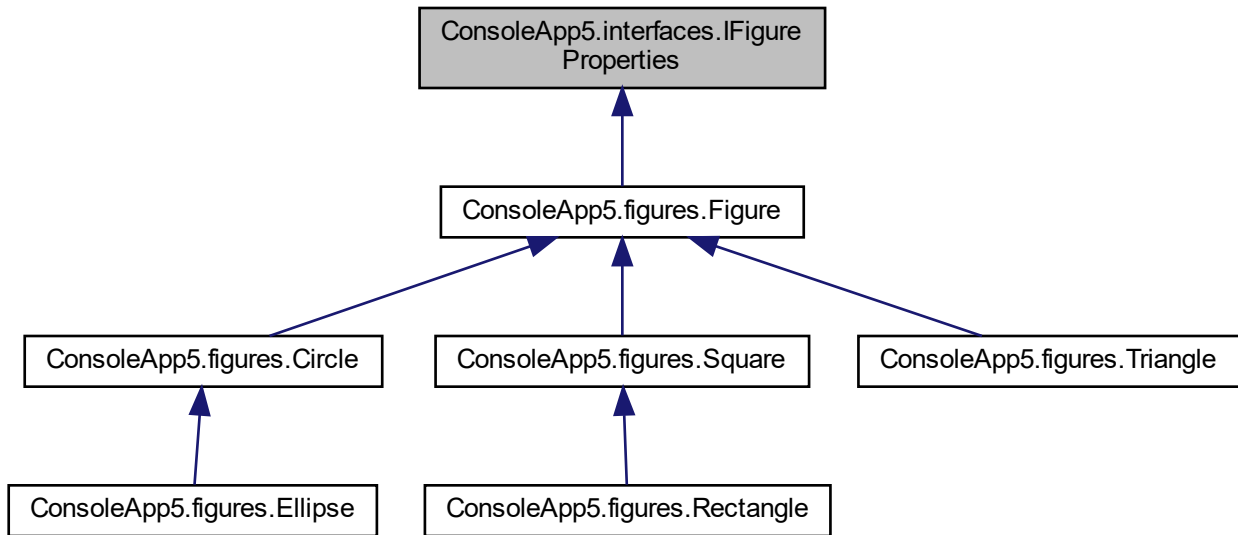 ConsoleApp5.interfaces.IFigure
Properties
ConsoleApp5.figures.Figure
ConsoleApp5.figures.Circle
ConsoleApp5.figures.Square
ConsoleApp5.figures.Triangle
ConsoleApp5.figures.Ellipse
ConsoleApp5.figures.Rectangle